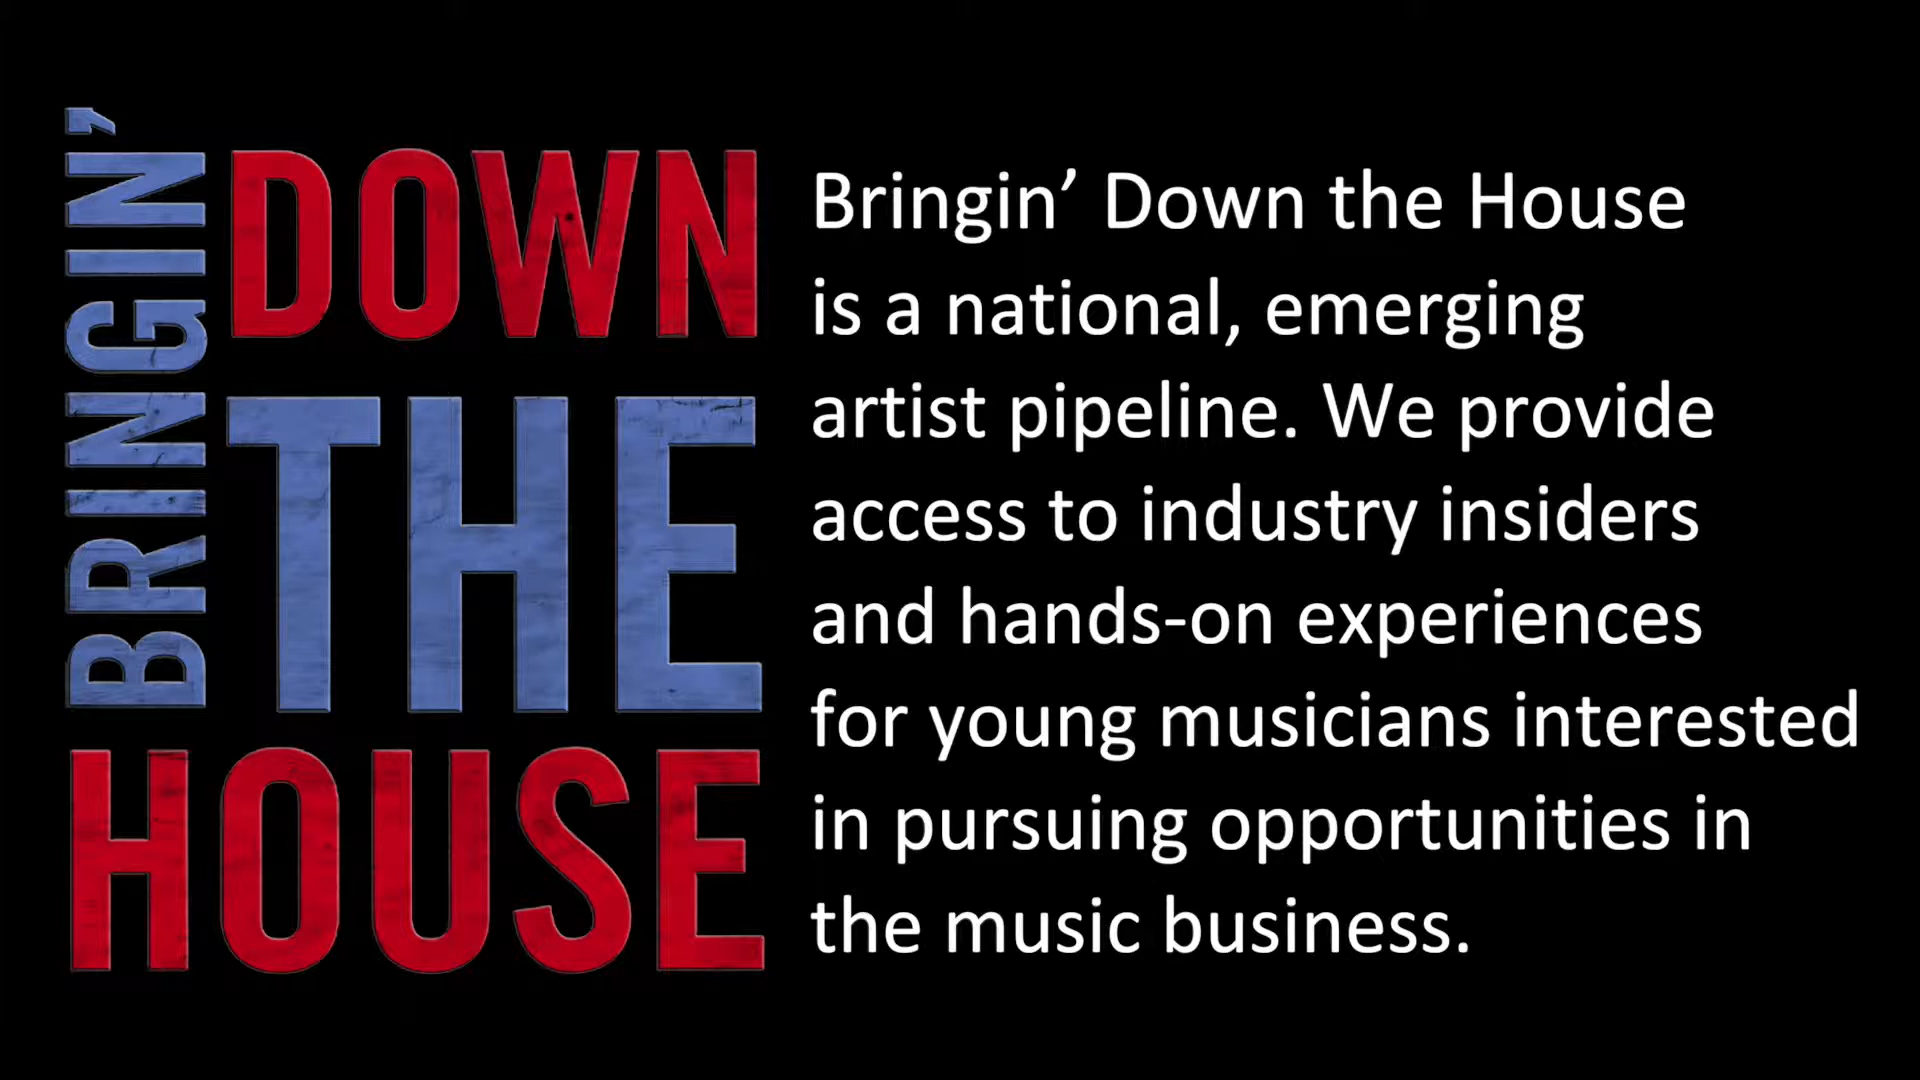 BRINGIN’
DOWN
THE
HOUSE
Bringin’ Down the House
is a national, emerging
artist pipeline. We provide
access to industry insiders
and hands-on experiences
for young musicians interested
in pursuing opportunities in
the music business.